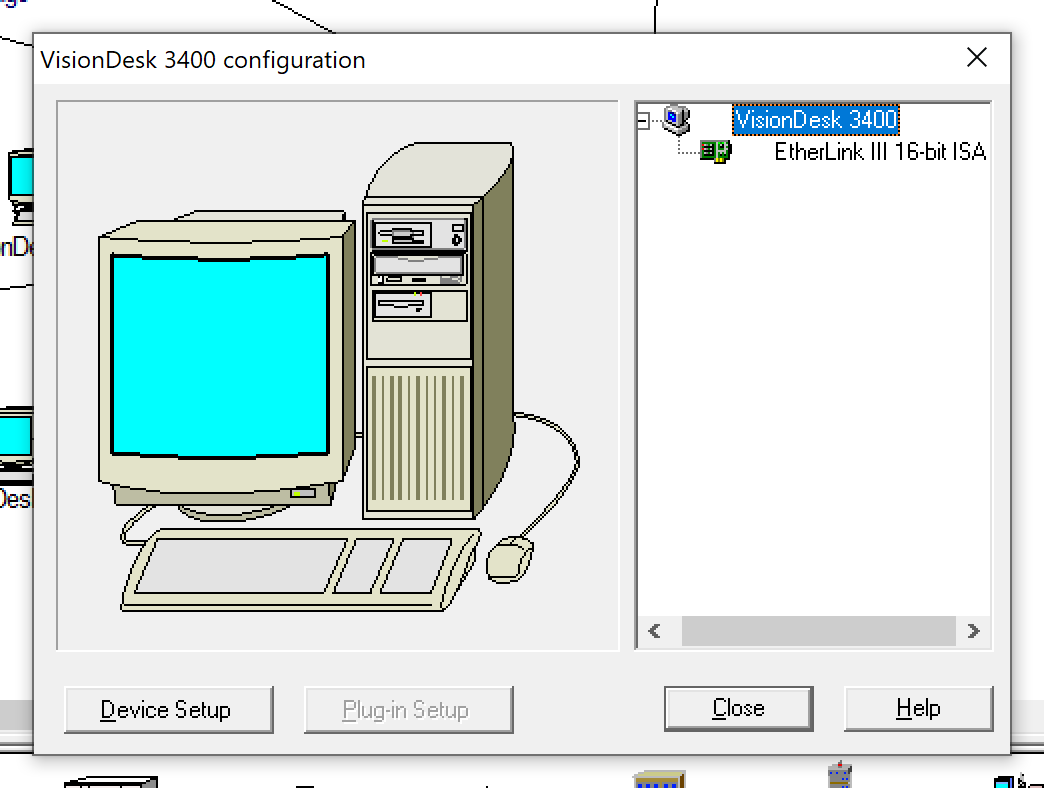 VisionDesk 3400 configuration
VisionDesk 3400
EtherLink III 16-bit ISA
Device Setup
Plug-in Setup
Close
Help